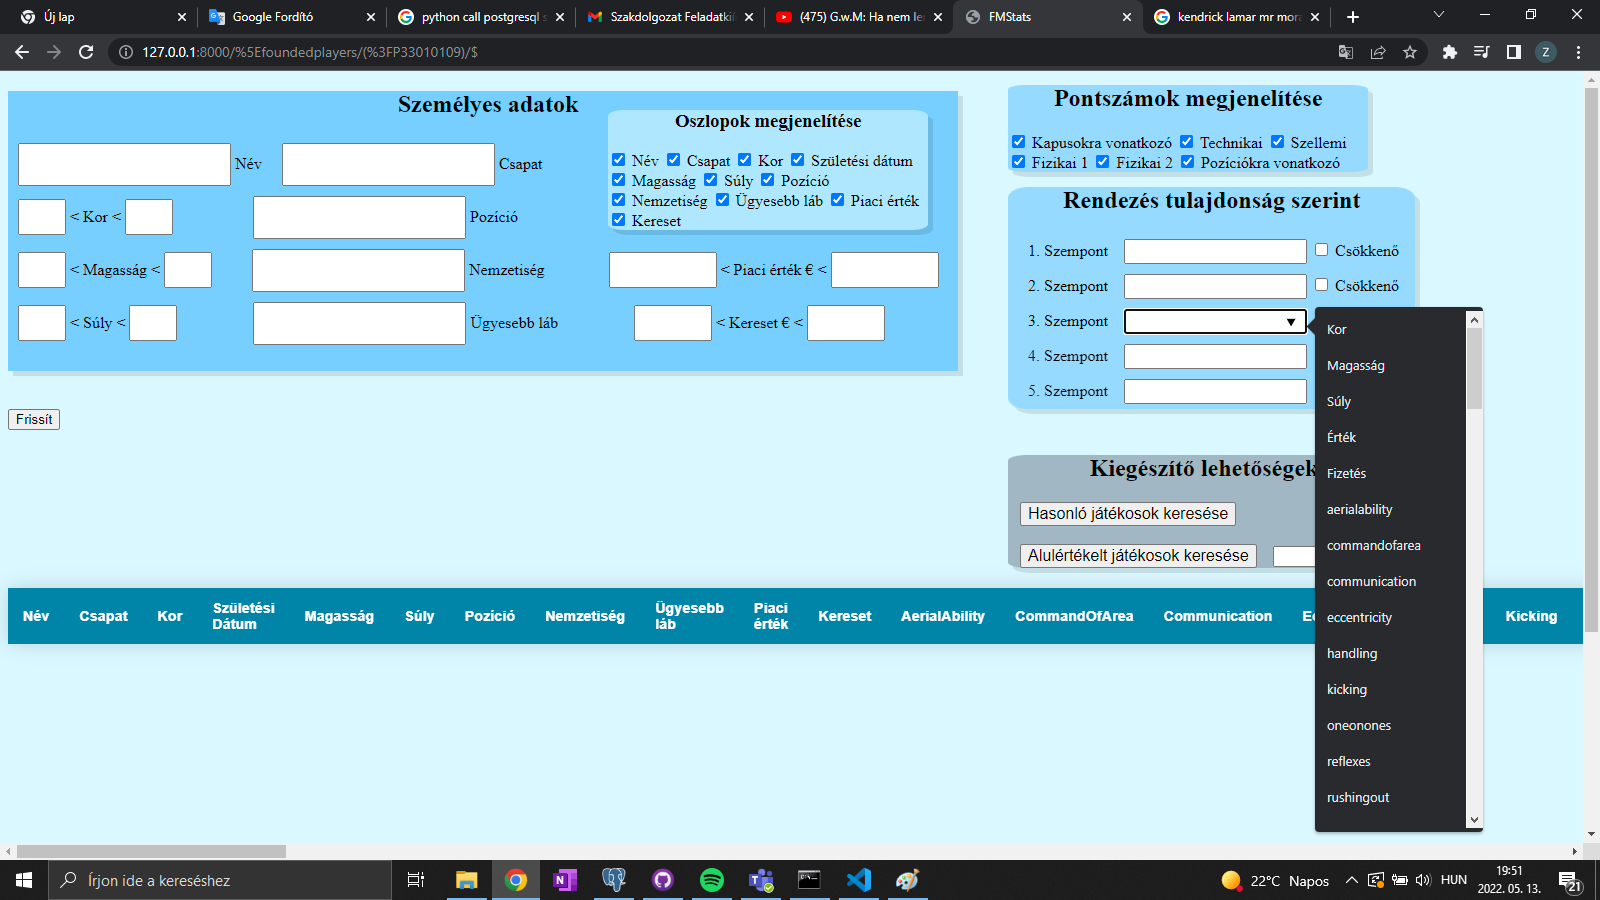 Új lap
Google Fordító
python call postgresql s
Szakdolgozat Feladatki
(475) G.w.M: Ha nem le
FMStats
kendrick lamar mr mora
127.0.0.1:8000/%5Efoundedplayers/(%3FP33010109)/$
Z
Személyes adatok
Név
Csapat
< Kor <
Pozíció
< Magasság <
Nemzetiség
< Piaci érték € <
< Súly <
Ügyesebb láb
< Kereset € <
Oszlopok megjelenítése
Név Csapat Kor Születési dátum
Magasság Súly Pozíció
Nemzetiség Ügyesebb láb Piaci érték
Kereset
Frissít
Pontszámok megjelenítése
Kapusokra vonatkozó Technikai Szellemi
Fizikai 1 Fizikai 2 Pozíciókra vonatkozó
Rendezés tulajdonság szerint
1. Szempont Csökkenő
2. Szempont Csökkenő
3. Szempont
4. Szempont
5. Szempont
Kor
Magasság
Súly
Érték
Fizetés
aerialability
commandofarea
communication
eccentricity
handling
kicking
oneonones
reflexes
rushingout
Kiegészítő lehetőségek
Hasonló játékosok keresése
Alulértékelt játékosok keresése
Név Csapat Kor Születési Dátum Magasság Súly Pozíció Nemzetiség Ügyesebb láb Piaci érték Kereset AerialAbility CommandOfArea Communication Kicking
Írjon ide a kereséshez
22°C Napos
HUN
19:51
2022. 05. 13.
21